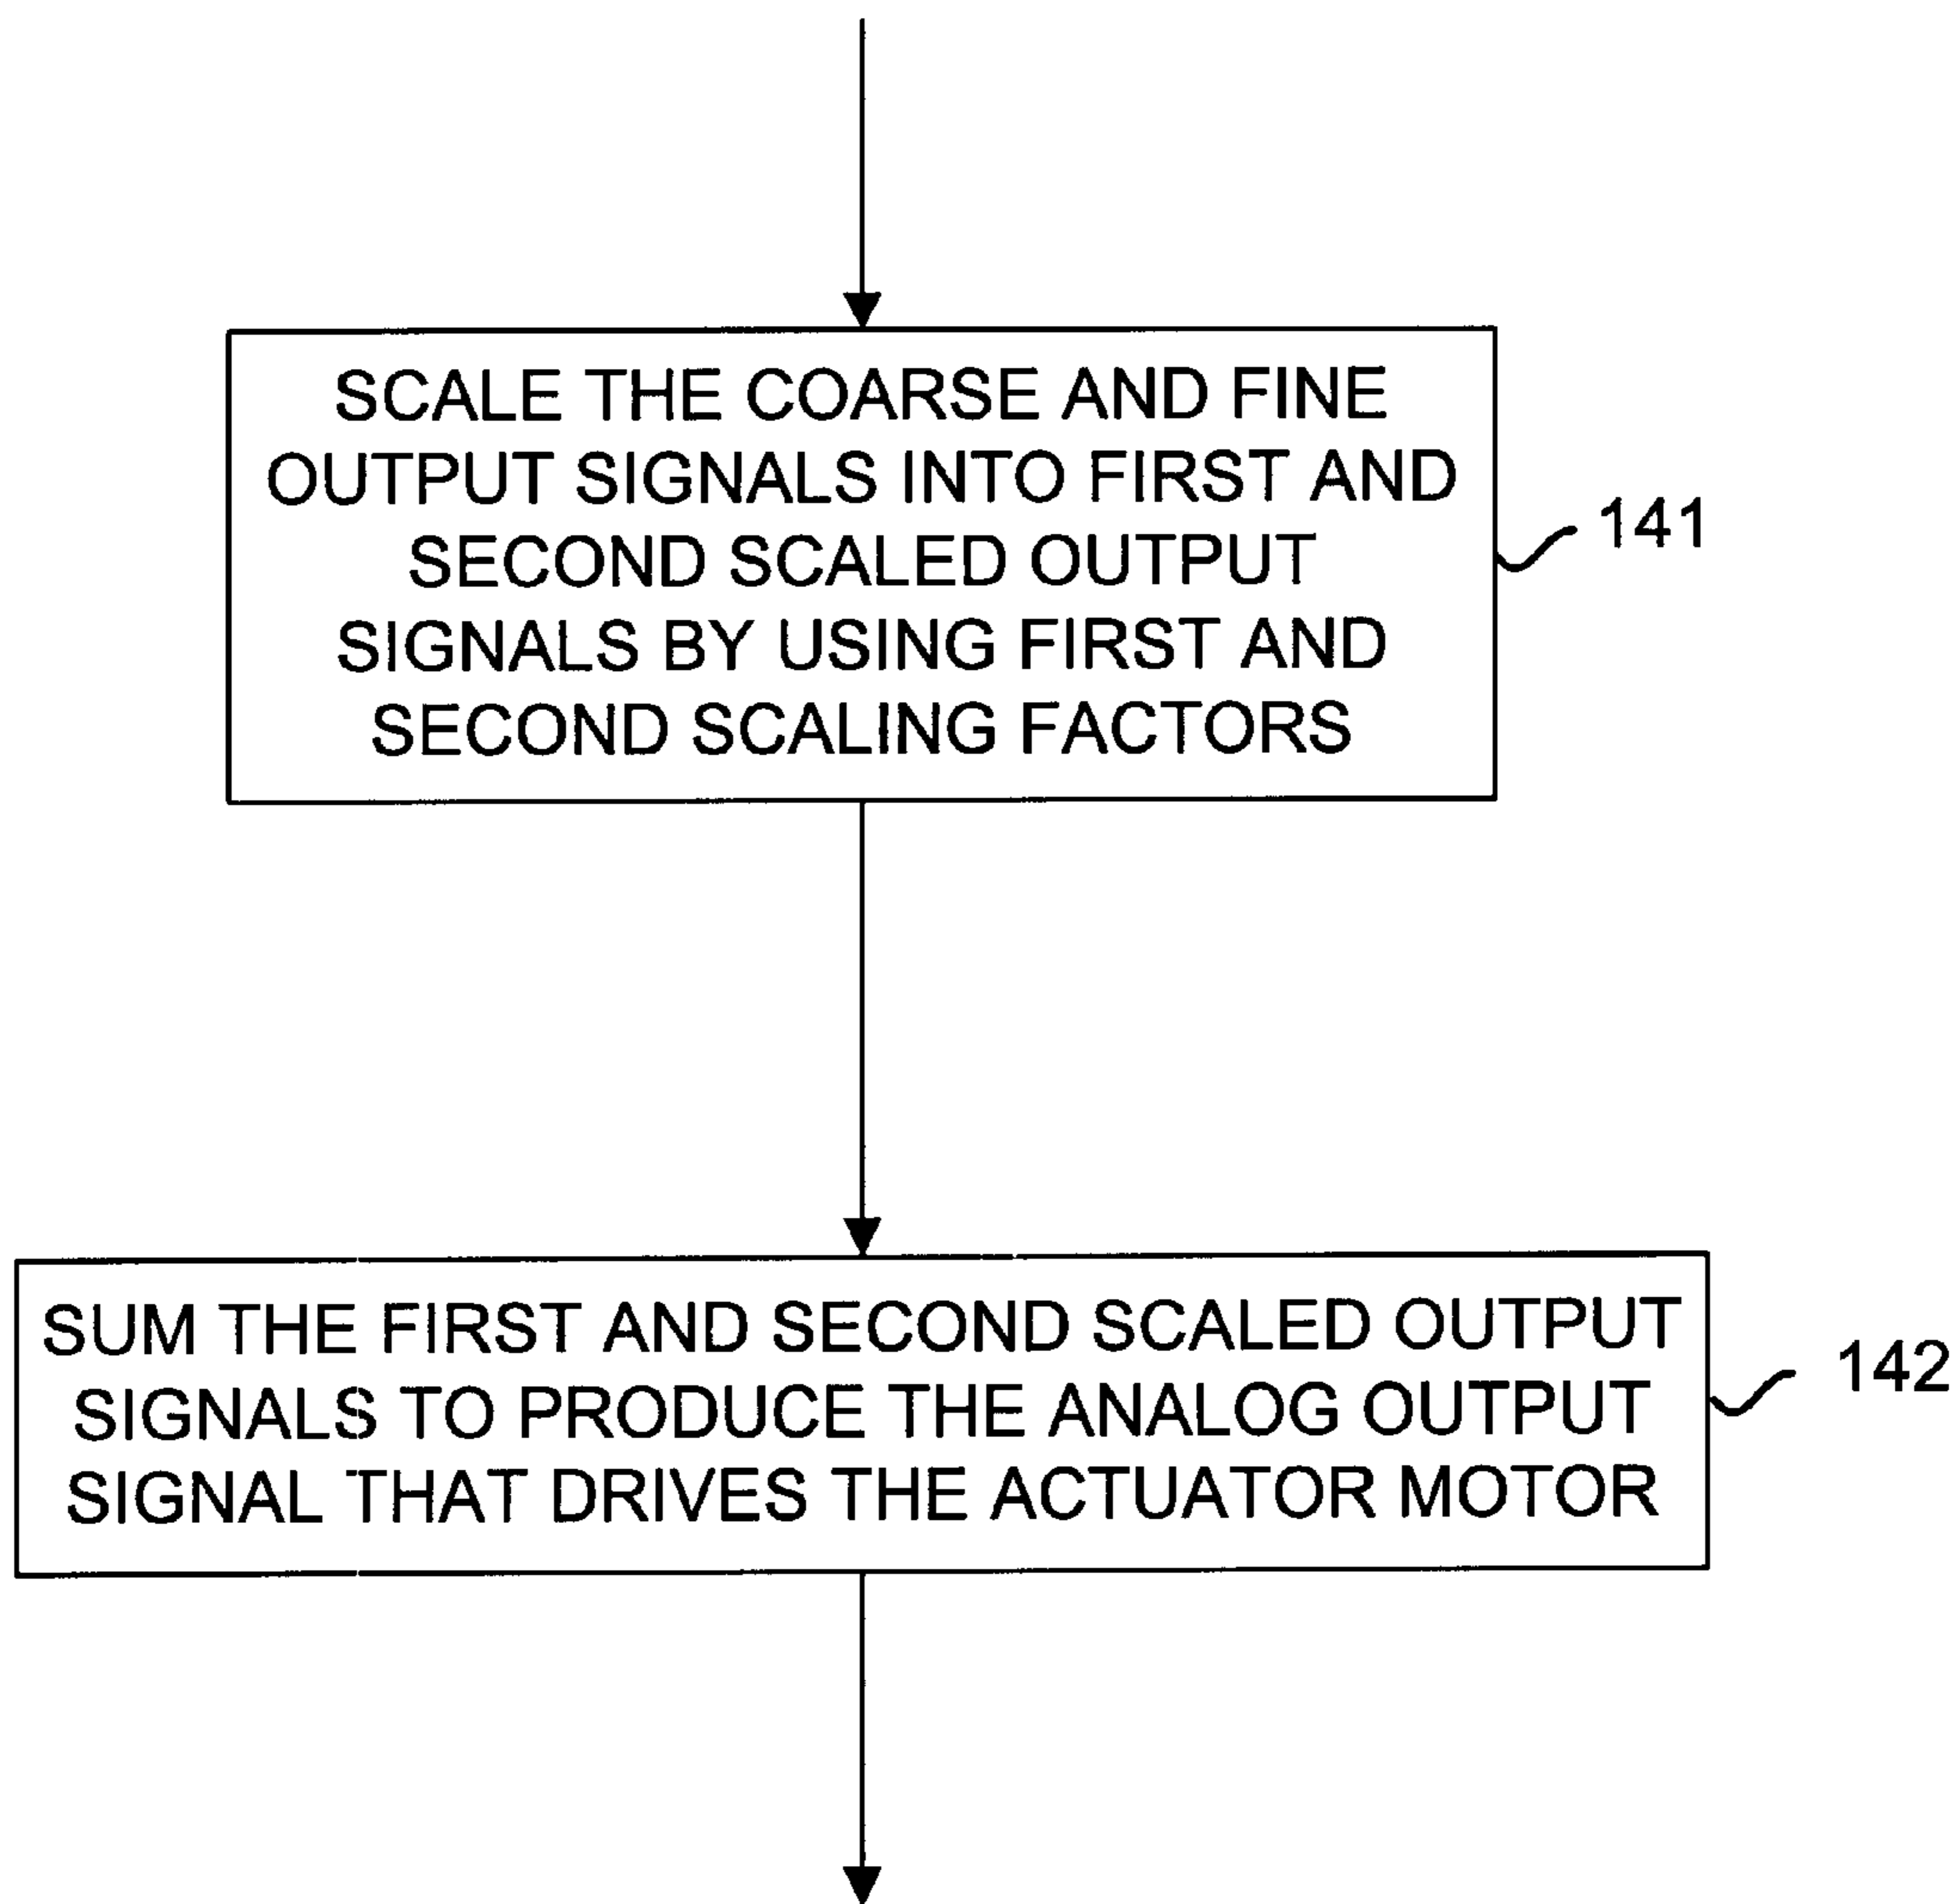 SCALE THE COARSE AND FINE
OUTPUT SIGNALS INTO FIRST AND
SECOND SCALED OUTPUT
SIGNALS BY USING FIRST AND
SECOND SCALING FACTORS
141
SUM THE FIRST AND SECOND SCALED OUTPUT
SIGNALS TO PRODUCE THE ANALOG OUTPUT
SIGNAL THAT DRIVES THE ACTUATOR MOTOR
142